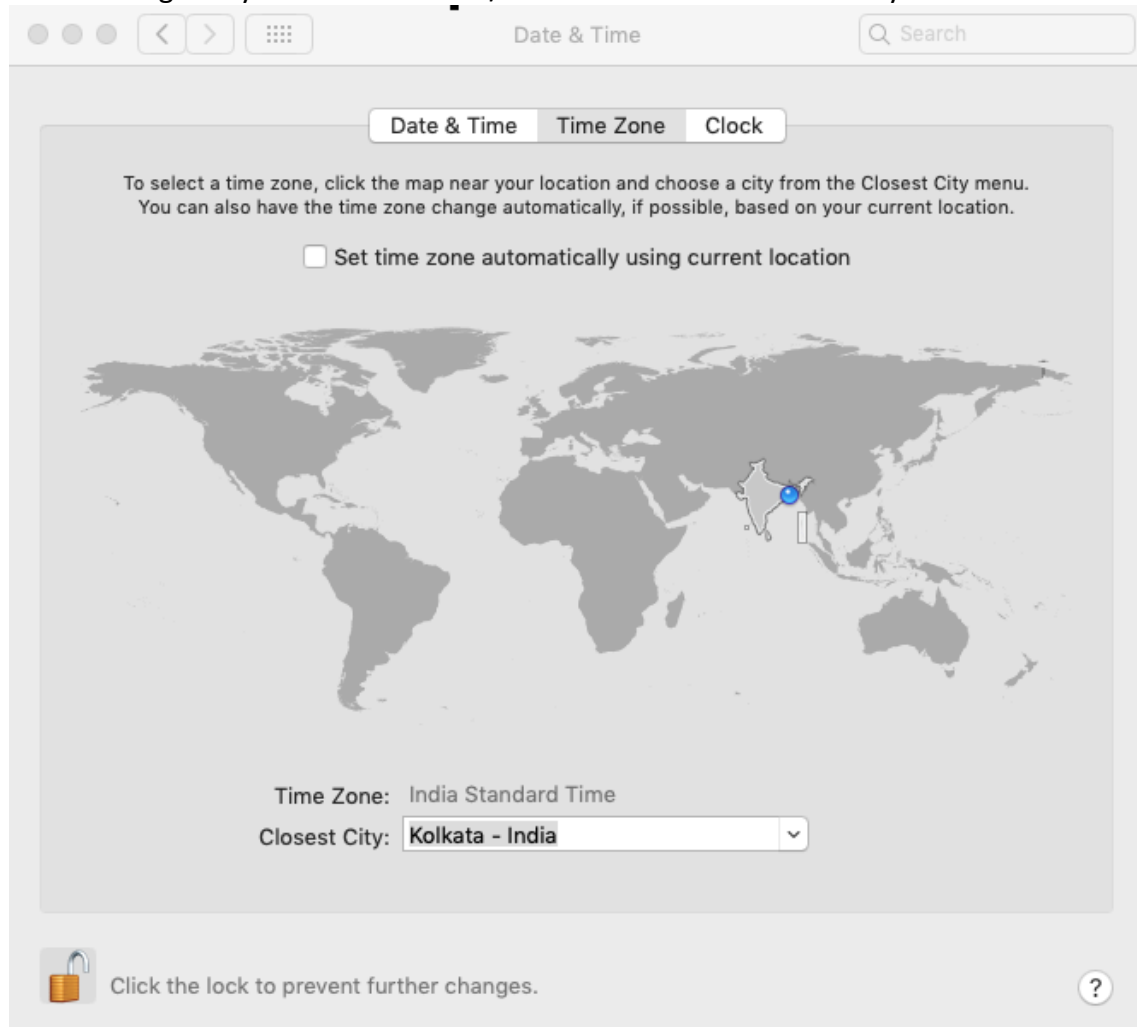 Date & Time
Search
Date & Time Time Zone Clock
To select a time zone, click the map near your location and choose a city from the Closest City menu.
You can also have the time zone change automatically, if possible, based on your current location.
Set time zone automatically using current location
Time Zone: India Standard Time
Closest City: Kolkata - India
Click the lock to prevent further changes.
?